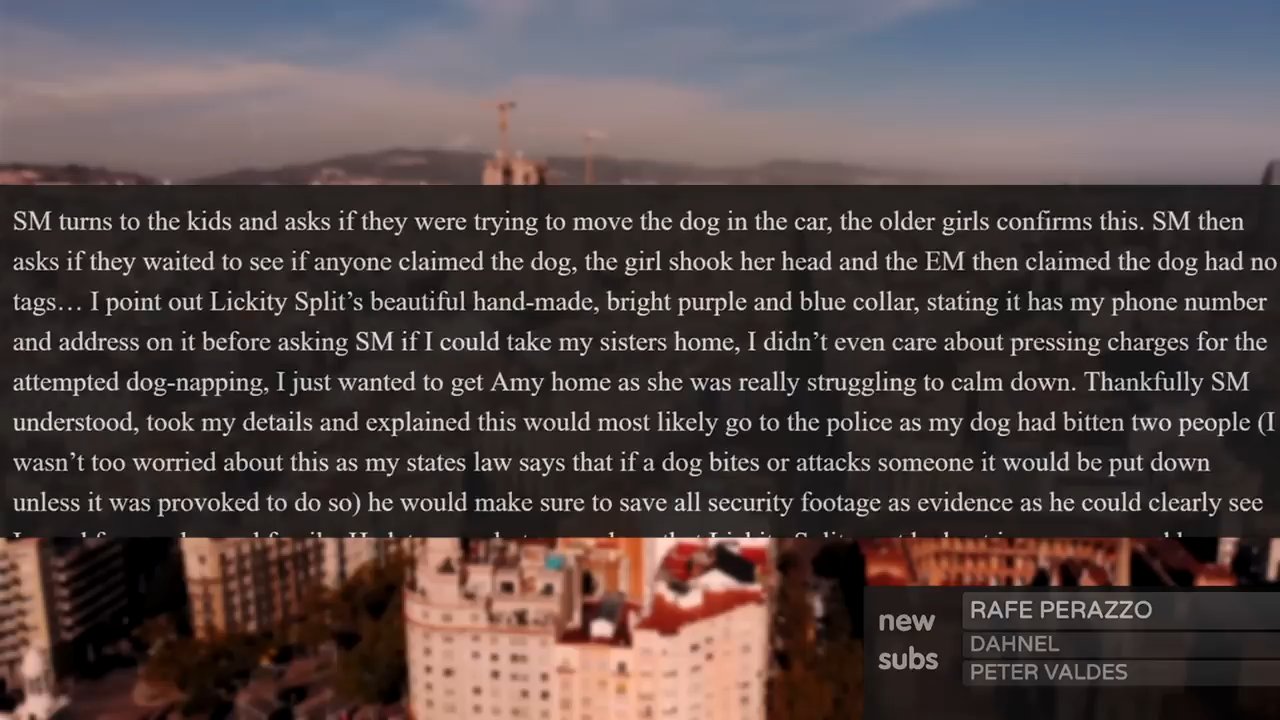 SM turns to the kids and asks if they were trying to move the dog in the car, the older girls confirms this. SM then
asks if they waited to see if anyone claimed the dog, the girl shook her head and the EM then claimed the dog had no
tags… I point out Lickity Split’s beautiful hand-made, bright purple and blue collar, stating it has my phone number
and address on it before asking SM if I could take my sisters home, I didn’t even care about pressing charges for the
attempted dog-napping, I just wanted to get Amy home as she was really struggling to calm down. Thankfully SM
understood, took my details and explained this would most likely go to the police as my dog had bitten two people (I
wasn’t too worried about this as my states law says that if a dog bites or attacks someone it would be put down
unless it was provoked to do so) he would make sure to save all security footage as evidence as he could clearly see
new
subs
RAFE PERAZZO
DAHNEL
PETER VALDES